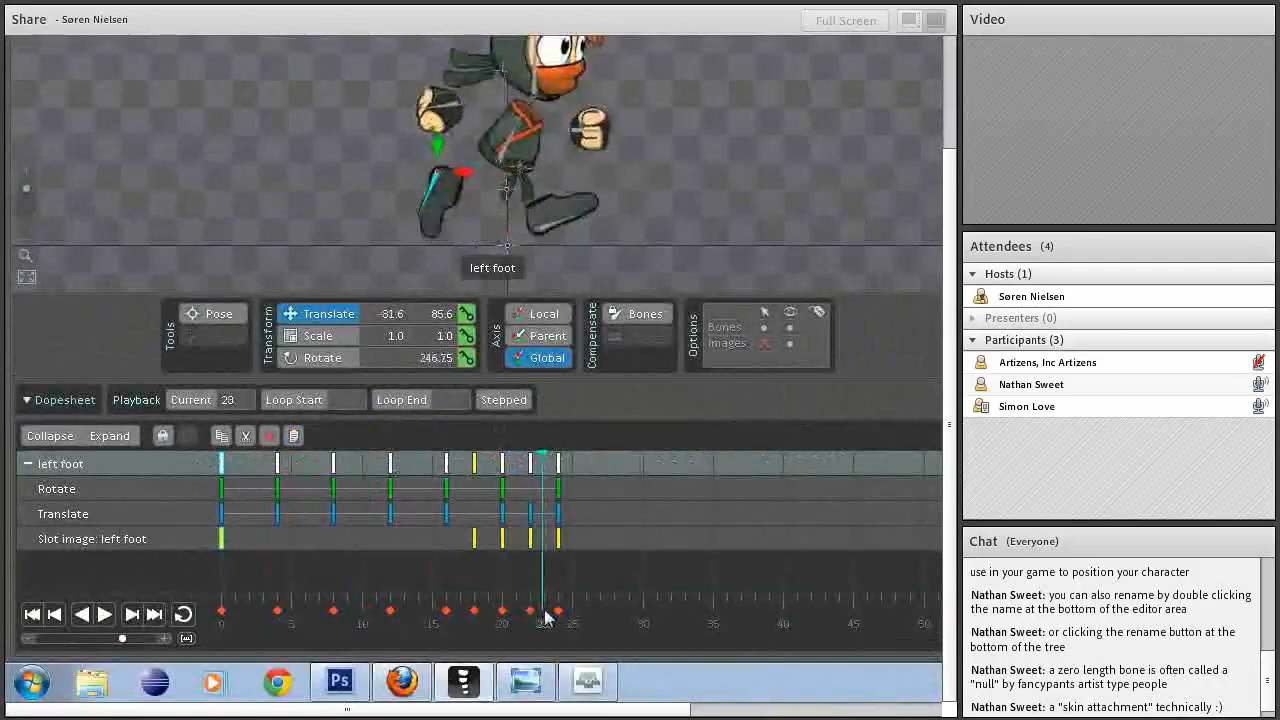 Share - Søren Nielsen
Full Screen
left foot
Tools
Pose
Transform
Translate -31.6 85.6
Scale 1.0 1.0
Rotate 246.75
Axis
Local
Parent
Global
Compensate
Bones
Options
Bones
Images
Dopesheet
Playback
Current 23
Loop Start
Loop End
Stepped
Collapse
Expand
left foot
Rotate
Translate
Slot image: left foot
0 5 10 15 20 25 30 35 40 45 50
Ps
Video
Attendees (4)
Hosts (1)
Søren Nielsen
Presenters (0)
Participants (3)
Artizens, Inc Artizens
Nathan Sweet
Simon Love
Chat (Everyone)
use in your game to position your character
Nathan Sweet: you can also rename by double clicking
the name at the bottom of the editor area
Nathan Sweet: or clicking the rename button at the
bottom of the tree
Nathan Sweet: a zero length bone is often called a
"null" by fancypants artist type people
Nathan Sweet: a "skin attachment" technically :)